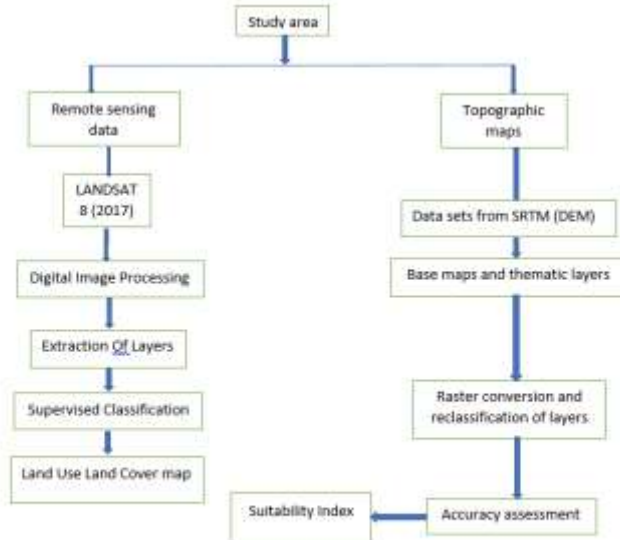 Study area
Remote sensing
data
LANDSAT
8 (2017)
Digital Image Processing
Extraction Of Layers
Supervised Classification
Land Use Land Cover map
Topographic
maps
Data sets from SRTM (DEM)
Base maps and thematic layers
Raster conversion and
reclassification of layers
Accuracy assessment
Suitability Index